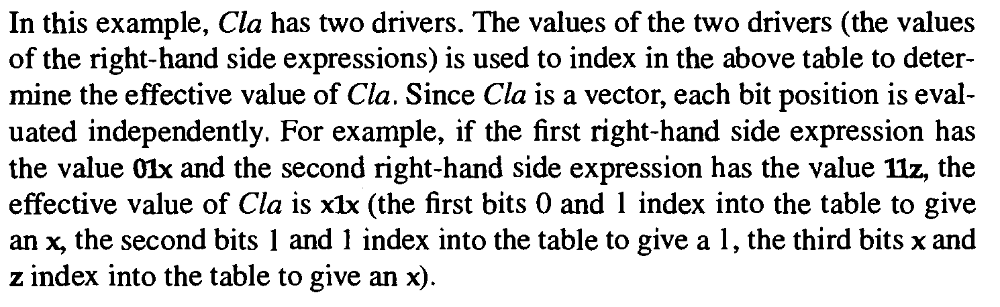 In this example, Cla has two drivers. The values of the two drivers (the values
of the right-hand side expressions) is used to index in the above table to deter-
mine the effective value of Cla. Since Cla is a vector, each bit position is eval-
uated independently. For example, if the first right-hand side expression has
the value 01x and the second right-hand side expression has the value 11z, the
effective value of Cla is x1x (the first bits 0 and 1 index into the table to give
an x, the second bits 1 and 1 index into the table to give a 1, the third bits x and
z index into the table to give an x).